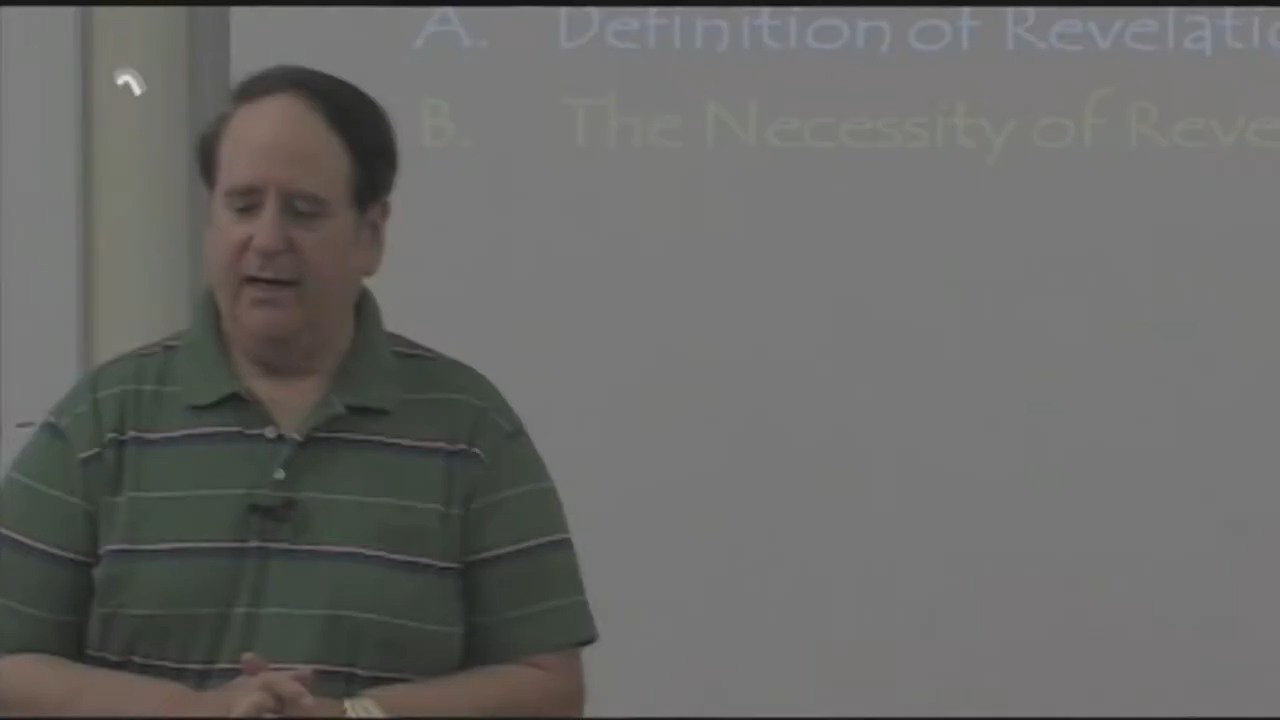 A. Definition of Revelatio
B. The Necessity of Reve